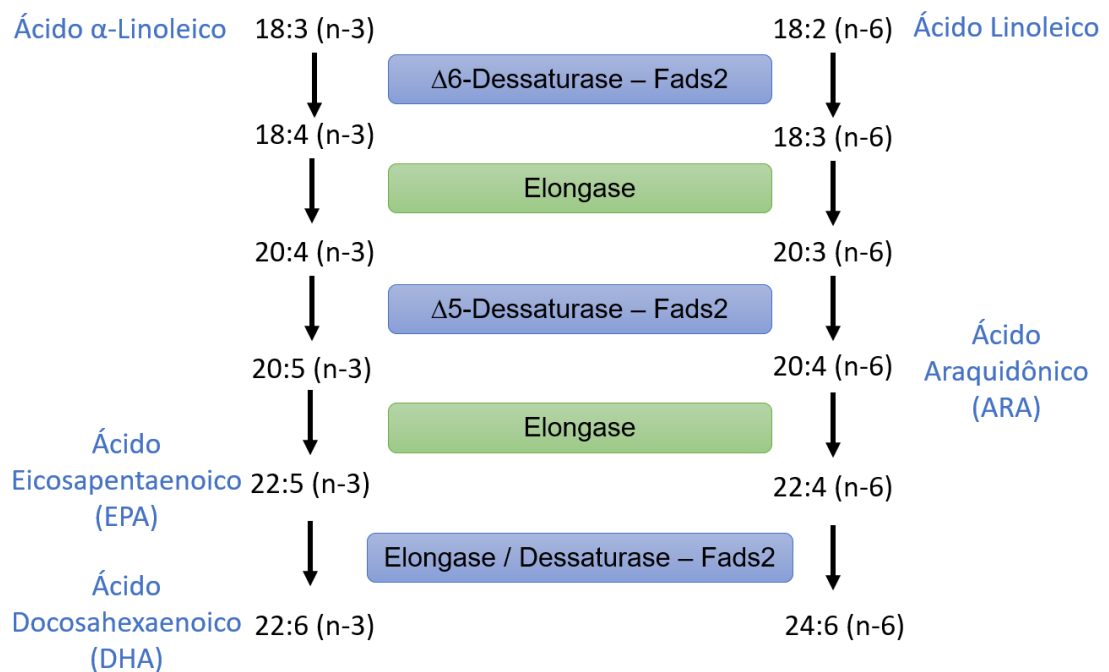 Ácido α-Linoleico 18:3 (n-3) 18:2 (n-6) Ácido Linoleico
Δ6-Dessaturase – Fads2
18:4 (n-3) 18:3 (n-6)
Elongase
20:4 (n-3) 20:3 (n-6)
Δ5-Dessaturase – Fads2
20:5 (n-3) 20:4 (n-6)
Ácido
Araquidônico
(ARA)
Elongase
Ácido
Eicosapentaenoico
(EPA)
22:5 (n-3) 22:4 (n-6)
Elongase / Dessaturase – Fads2
Ácido
Docosahexaenoico
(DHA)
22:6 (n-3) 24:6 (n-6)